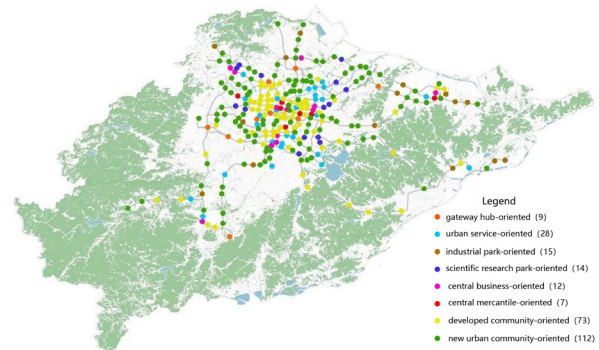 Legend
gateway hub-oriented (9)
urban service-oriented (28)
industrial park-oriented (15)
scientific research park-oriented (14)
central business-oriented (12)
central mercantile-oriented (7)
developed community-oriented (73)
new urban community-oriented (112)